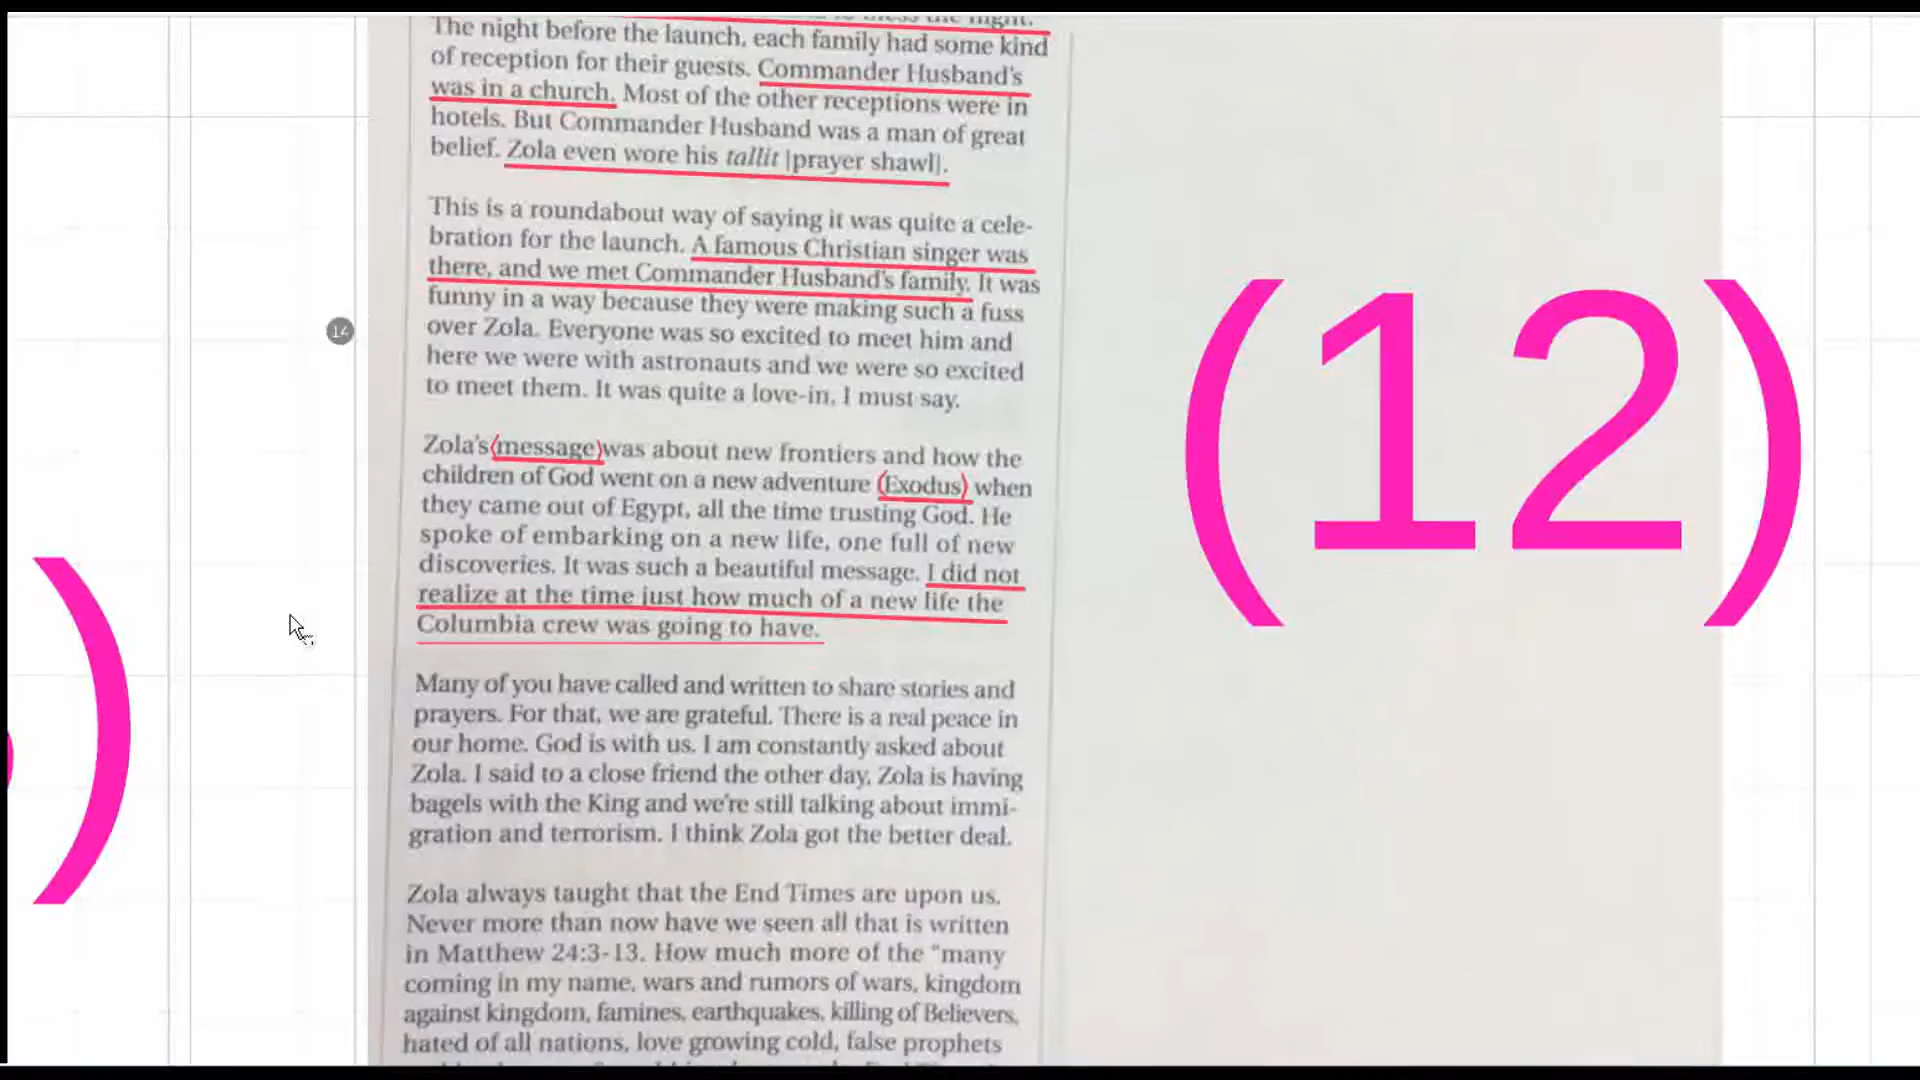 the night.
The night before the launch, each family had some kind
of reception for their guests. Commander Husband's
was in a church. Most of the other receptions were in
hotels. But Commander Husband was a man of great
belief. Zola even wore his tallit [prayer shawl].
This is a roundabout way of saying it was quite a cele-
bration for the launch. A famous Christian singer was
there, and we met Commander Husband's family. It was
funny in a way because they were making such a fuss
over Zola. Everyone was so excited to meet him and
here we were with astronauts and we were so excited
to meet them. It was quite a love-in, I must say.
Zola's (message) was about new frontiers and how the
children of God went on a new adventure (Exodus) when
they came out of Egypt, all the time trusting God. He
spoke of embarking on a new life, one full of new
discoveries. It was such a beautiful message. I did not
realize at the time just how much of a new life the
Columbia crew was going to have.
Many of you have called and written to share stories and
prayers. For that, we are grateful. There is a real peace in
our home. God is with us. I am constantly asked about
Zola. I said to a close friend the other day, Zola is having
bagels with the King and we're still talking about immi-
gration and terrorism. I think Zola got the better deal.
Zola always taught that the End Times are upon us.
Never more than now have we seen all that is written
in Matthew 24:3-13. How much more of the "many
coming in my name, wars and rumors of wars, kingdom
against kingdom, famines, earthquakes, killing of Believers,
hated of all nations, love growing cold, false prophets
14
(12)
)